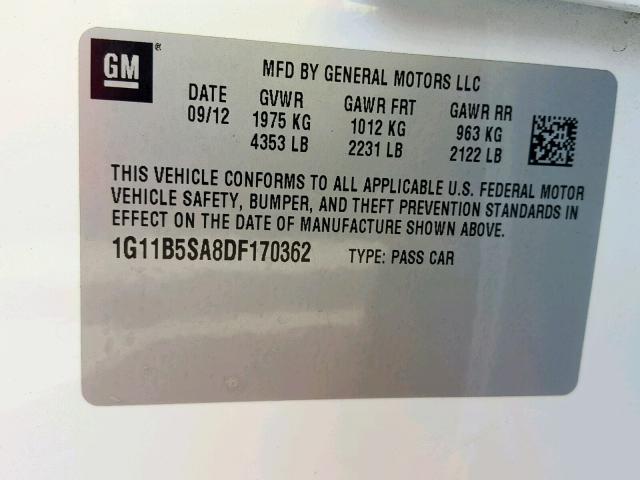 GM ®
MFD BY GENERAL MOTORS LLC
DATE GVWR GAWR FRT GAWR RR
09/12 1975 KG 1012 KG 963 KG
4353 LB 2231 LB 2122 LB
THIS VEHICLE CONFORMS TO ALL APPLICABLE U.S. FEDERAL MOTOR
VEHICLE SAFETY, BUMPER, AND THEFT PREVENTION STANDARDS IN
EFFECT ON THE DATE OF MANUFACTURE SHOWN ABOVE.
1G11B5SA8DF170362 TYPE: PASS CAR